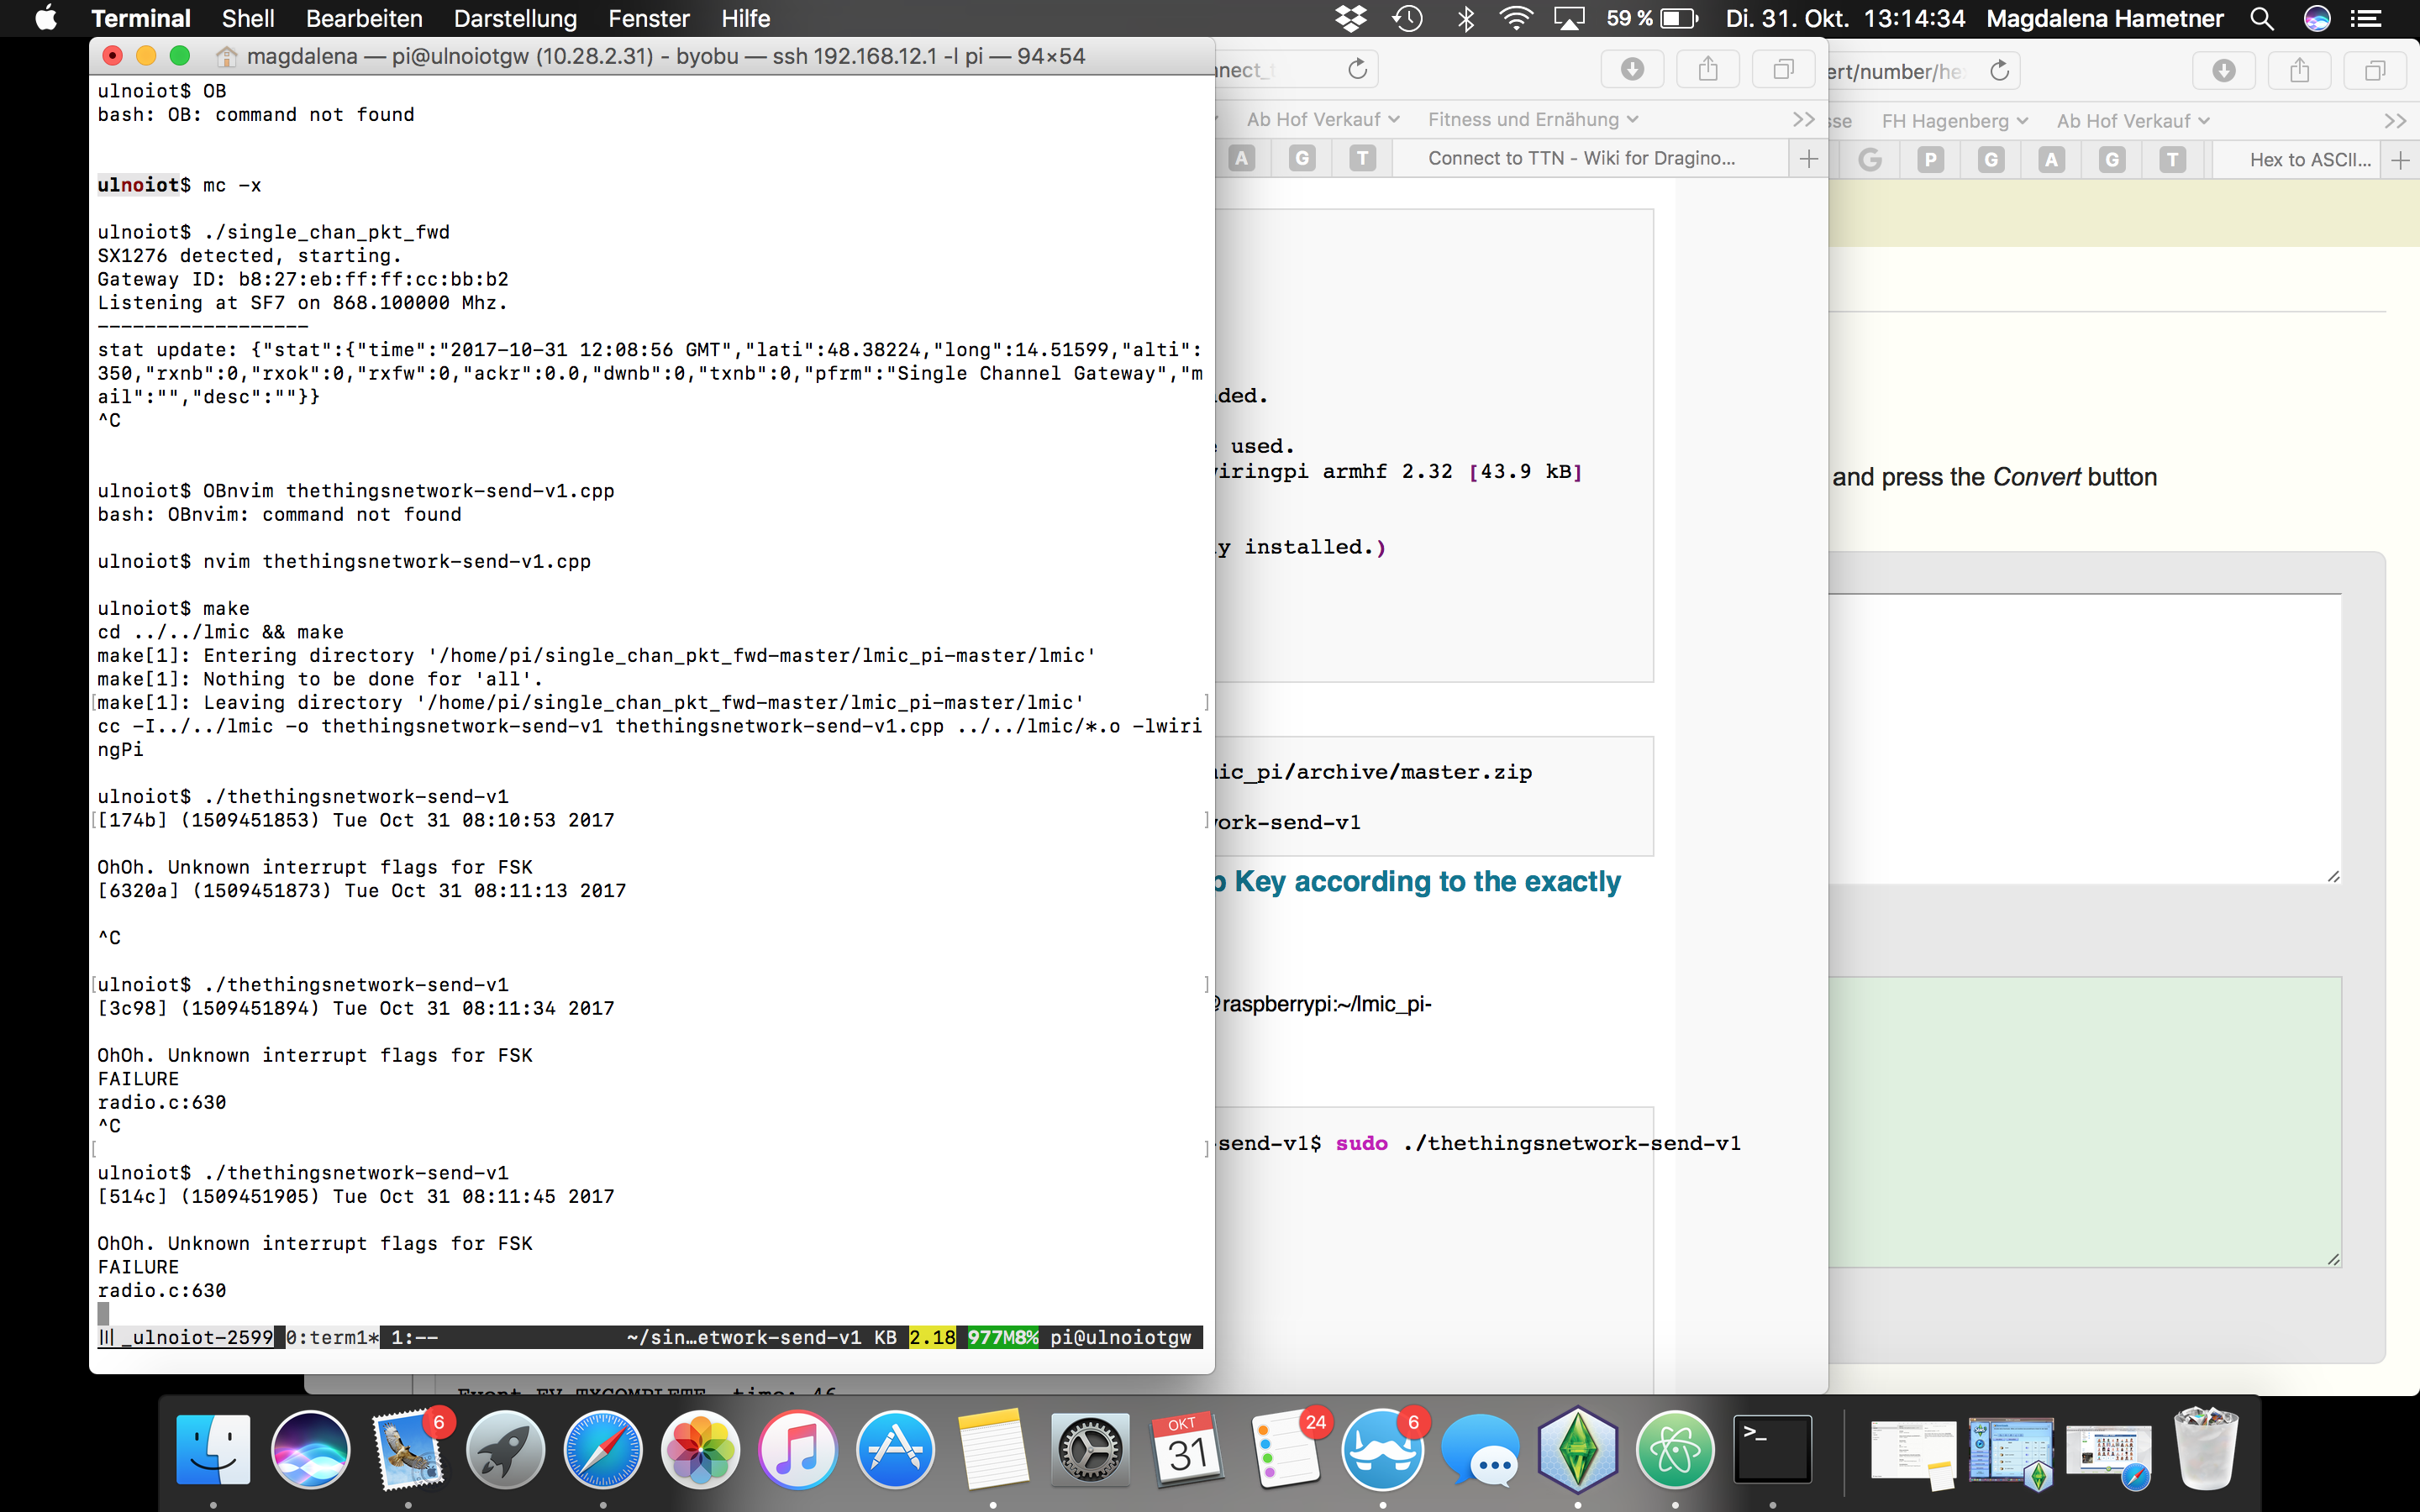 Terminal Shell Bearbeiten Darstellung Fenster Hilfe 59 % Di. 31. Okt. 13:14:34 Magdalena Hametner
magdalena — pi@ulnoiotgw (10.28.2.31) - byobu — ssh 192.168.12.1 -l pi — 94×54
ulnoiot$ OB
bash: OB: command not found
ulnoiot$ mc -x
ulnoiot$ ./single_chan_pkt_fwd
SX1276 detected, starting.
Gateway ID: b8:27:eb:ff:ff:cc:bb:b2
Listening at SF7 on 868.100000 Mhz.
------------------
stat update: {"stat":{"time":"2017-10-31 12:08:56 GMT","lati":48.38224,"long":14.51599,"alti":
350,"rxnb":0,"rxok":0,"rxfw":0,"ackr":0.0,"dwnb":0,"txnb":0,"pfrm":"Single Channel Gateway","m
ail":"","desc":""}}
^C
ulnoiot$ OBnvim thethingsnetwork-send-v1.cpp
bash: OBnvim: command not found
ulnoiot$ nvim thethingsnetwork-send-v1.cpp
ulnoiot$ make
cd ../../lmic && make
make[1]: Entering directory '/home/pi/single_chan_pkt_fwd-master/lmic_pi-master/lmic'
make[1]: Nothing to be done for 'all'.
[make[1]: Leaving directory '/home/pi/single_chan_pkt_fwd-master/lmic_pi-master/lmic' ]
cc -I../../lmic -o thethingsnetwork-send-v1 thethingsnetwork-send-v1.cpp ../../lmic/*.o -lwiri
ngPi
ulnoiot$ ./thethingsnetwork-send-v1
[[174b] (1509451853) Tue Oct 31 08:10:53 2017 ]
OhOh. Unknown interrupt flags for FSK
[6320a] (1509451873) Tue Oct 31 08:11:13 2017
^C
[ulnoiot$ ./thethingsnetwork-send-v1 ]
[3c98] (1509451894) Tue Oct 31 08:11:34 2017
OhOh. Unknown interrupt flags for FSK
FAILURE
radio.c:630
^C
[ ]
ulnoiot$ ./thethingsnetwork-send-v1
[514c] (1509451905) Tue Oct 31 08:11:45 2017
OhOh. Unknown interrupt flags for FSK
FAILURE
radio.c:630
_ulnoiot-2599 0:term1* 1:-- ~/sin…etwork-send-v1 KB 2.18 977M8% pi@ulnoiotgw
Ab Hof Verkauf Fitness und Ernährung
A G T Connect to TTN - Wiki for Dragino...
ded.
used.
iringpi armhf 2.32 [43.9 kB]
y installed.)
ic_pi/archive/master.zip
ork-send-v1
Key according to the exactly
raspberrypi:~/lmic_pi-
-send-v1$ sudo ./thethingsnetwork-send-v1
ert/number/he
sse FH Hagenberg Ab Hof Verkauf
G P G A G T Hex to ASCII...
and press the Convert button
6
OKT
31
24
6